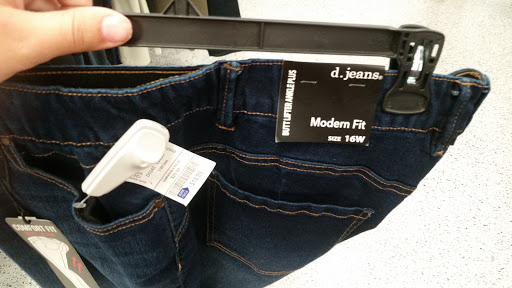 d.jeans®
BUTT LIFTER ANKLE PLUS
Modern Fit
SIZE 16W
COMFORT FIT